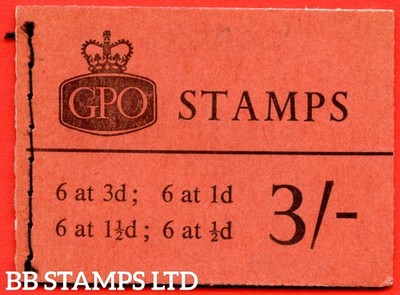 GPO STAMPS
6 at 3d; 6 at 1d
6 at 1½d; 6 at ½d
3/-
BB STAMPS LTD